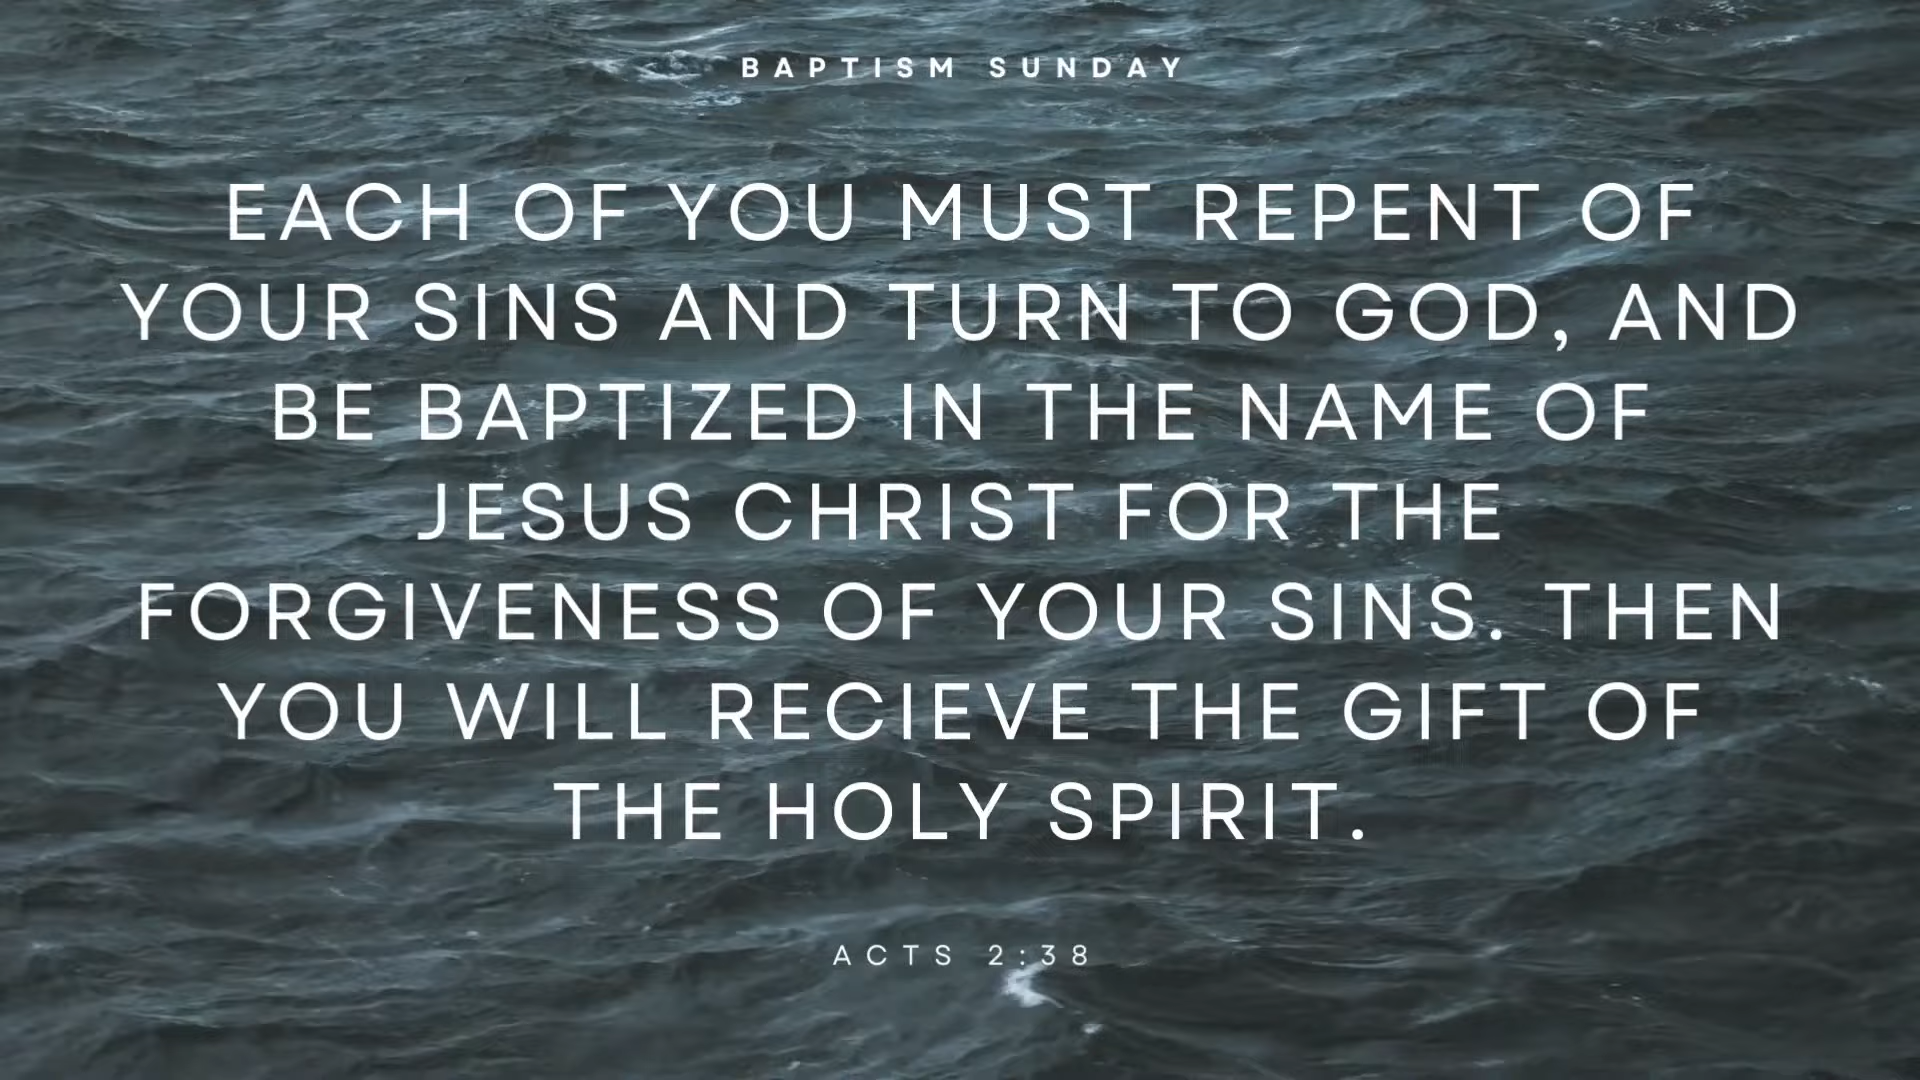 BAPTISM SUNDAY
EACH OF YOU MUST REPENT OF
YOUR SINS AND TURN TO GOD, AND
BE BAPTIZED IN THE NAME OF
JESUS CHRIST FOR THE
FORGIVENESS OF YOUR SINS. THEN
YOU WILL RECIEVE THE GIFT OF
THE HOLY SPIRIT.
ACTS 2:38